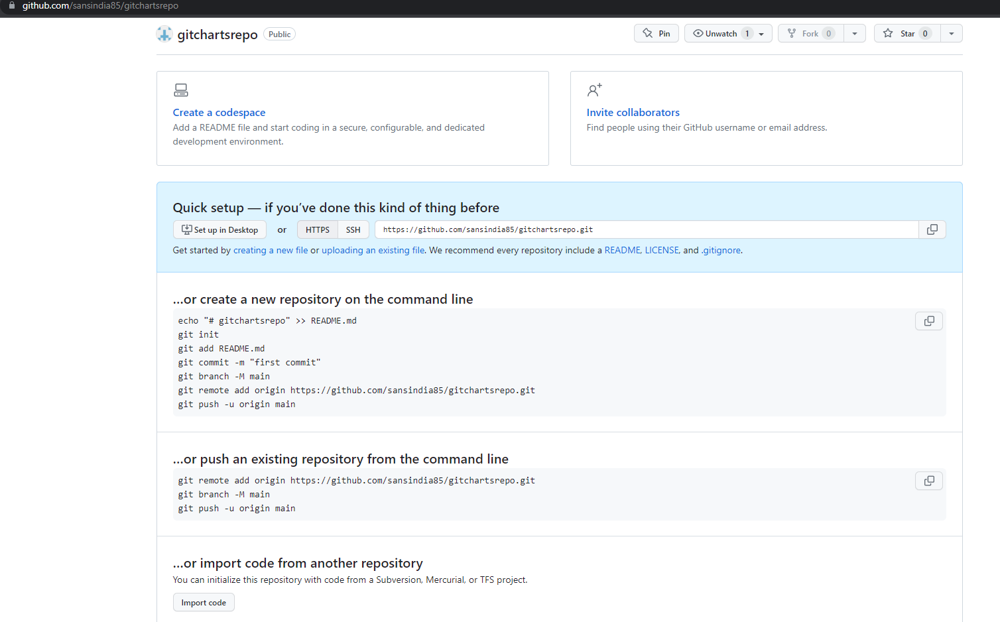 github.com/sansindia85/gitchartsrepo
gitchartsrepo Public
Pin
Unwatch 1
Fork 0
Star 0
Create a codespace
Add a README file and start coding in a secure, configurable, and dedicated
development environment.
Invite collaborators
Find people using their GitHub username or email address.
Quick setup — if you’ve done this kind of thing before
Set up in Desktop or HTTPS SSH https://github.com/sansindia85/gitchartsrepo.git
Get started by creating a new file or uploading an existing file. We recommend every repository include a README, LICENSE, and .gitignore.
…or create a new repository on the command line
echo "# gitchartsrepo" >> README.md
git init
git add README.md
git commit -m "first commit"
git branch -M main
git remote add origin https://github.com/sansindia85/gitchartsrepo.git
git push -u origin main
…or push an existing repository from the command line
git remote add origin https://github.com/sansindia85/gitchartsrepo.git
git branch -M main
git push -u origin main
…or import code from another repository
You can initialize this repository with code from a Subversion, Mercurial, or TFS project.
Import code